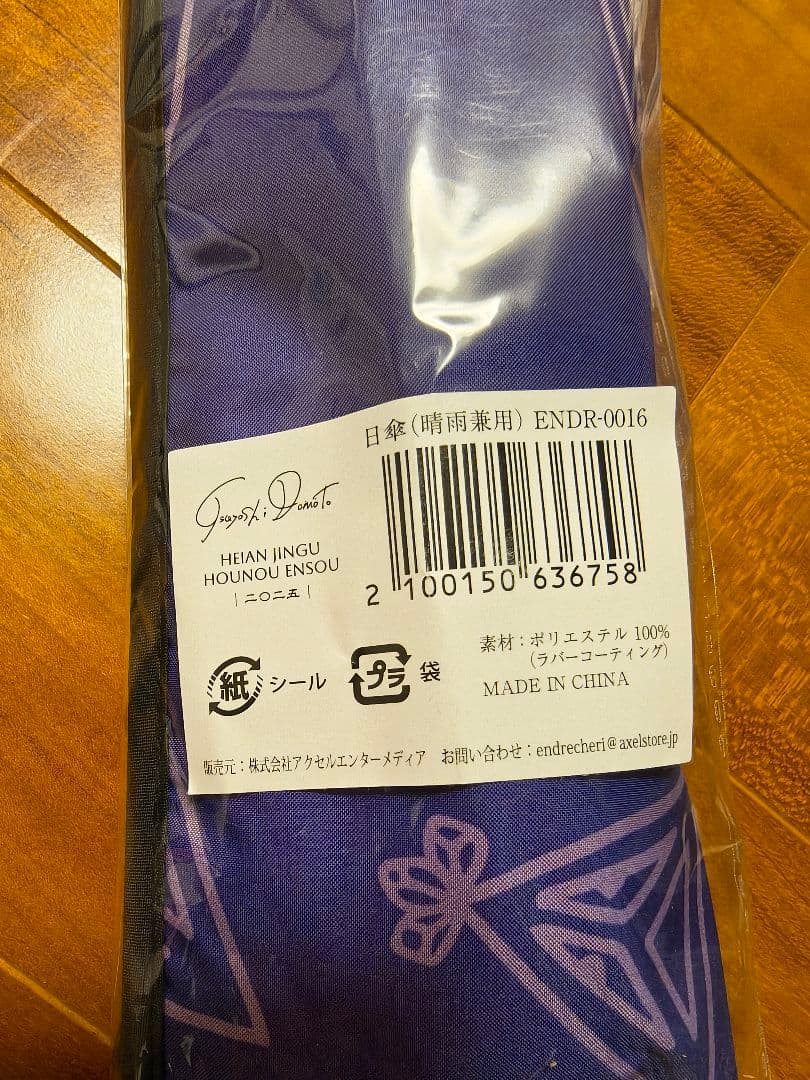 日傘(晴雨兼用) ENDR-0016
Tsuyoshi Domoto
HEIAN JINGU
HOUNOU ENSOU
|二〇二五|
2 100150 636758
素材：ポリエステル 100%
(ラバーコーティング)
MADE IN CHINA
紙 シール
プラ 袋
販売元：株式会社アクセルエンターメディア お問い合わせ：endrecheri@axelstore.jp